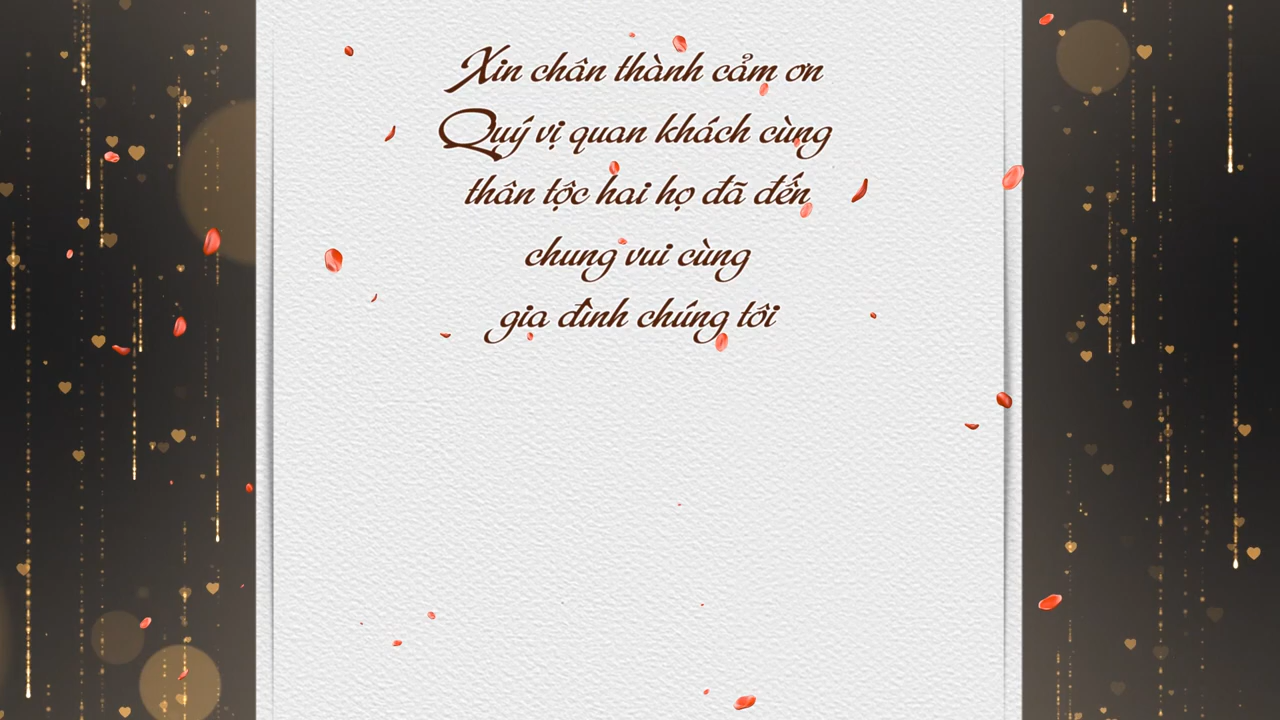 Xin chân thành cảm ơn
Quý vị quan khách cùng
thân tộc hai họ đã đến
chung vui cùng
gia đình chúng tôi